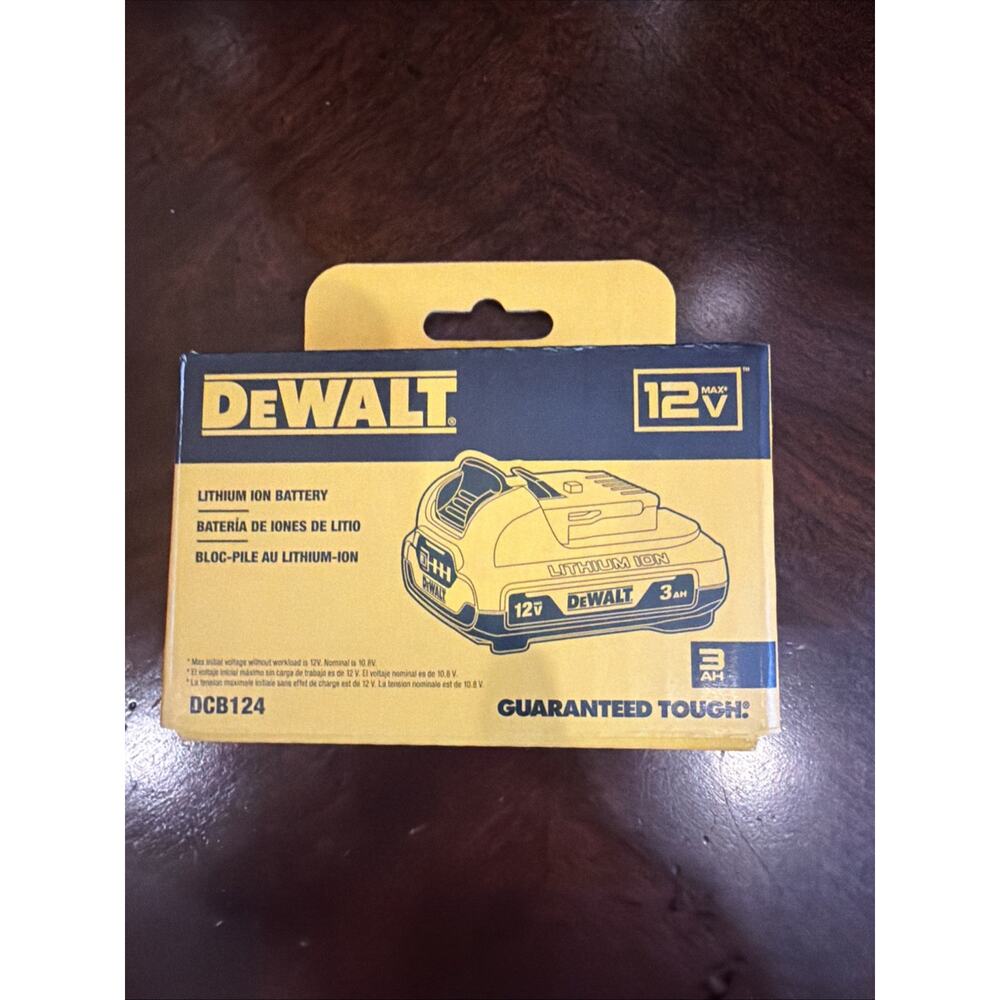 DEWALT®
12V MAX* ™
LITHIUM ION BATTERY
BATERÍA DE IONES DE LITIO
BLOC-PILE AU LITHIUM-ION
LITHIUM ION
DEWALT
12V
DEWALT
3 AH
3
AH
* Max initial voltage without workload is 12V. Nominal is 10.8V.
* El voltaje inicial máximo sin carga de trabajo es de 12 V. El voltaje nominal es de 10.8 V.
* La tension maximale initiale sans effet de charge est de 12 V. La tension nominale est de 10.8 V.
DCB124
GUARANTEED TOUGH®